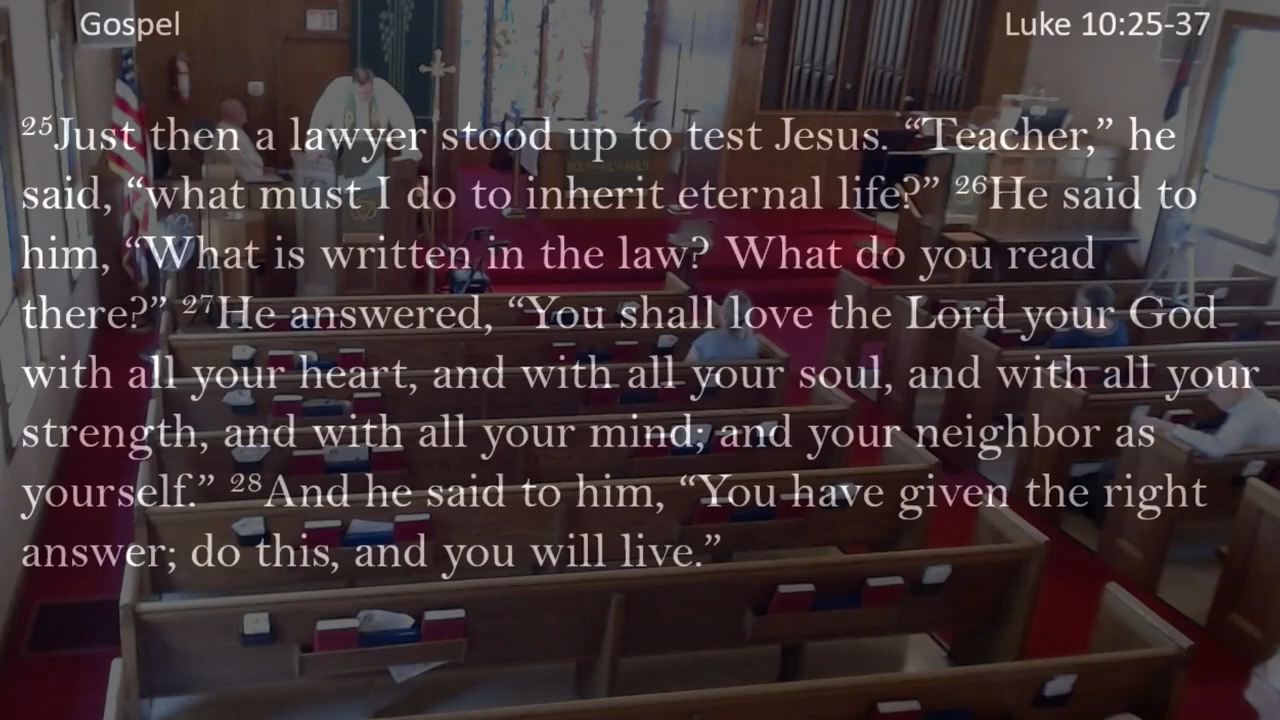 Gospel Luke 10:25-37
25Just then a lawyer stood up to test Jesus. “Teacher,” he
said, “what must I do to inherit eternal life?” 26He said to
him, “What is written in the law? What do you read
there?” 27He answered, “You shall love the Lord your God
with all your heart, and with all your soul, and with all your
strength, and with all your mind; and your neighbor as
yourself.” 28And he said to him, “You have given the right
answer; do this, and you will live.”